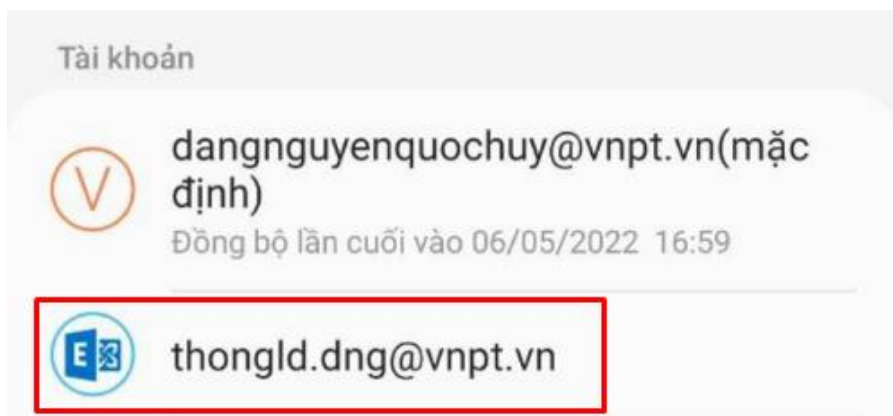 Tài khoản
V
dangnguyenquochuy@vnpt.vn(mặc
định)
Đồng bộ lần cuối vào 06/05/2022 16:59
E
thongld.dng@vnpt.vn